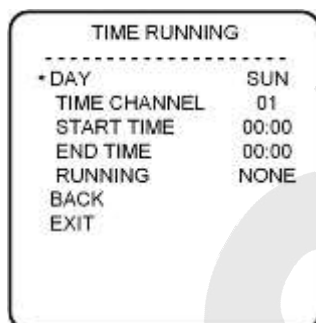 TIME RUNNING
- - - - - - - - - - - - - - - - - - - - -
•DAY SUN
TIME CHANNEL 01
START TIME 00:00
END TIME 00:00
RUNNING NONE
BACK
EXIT